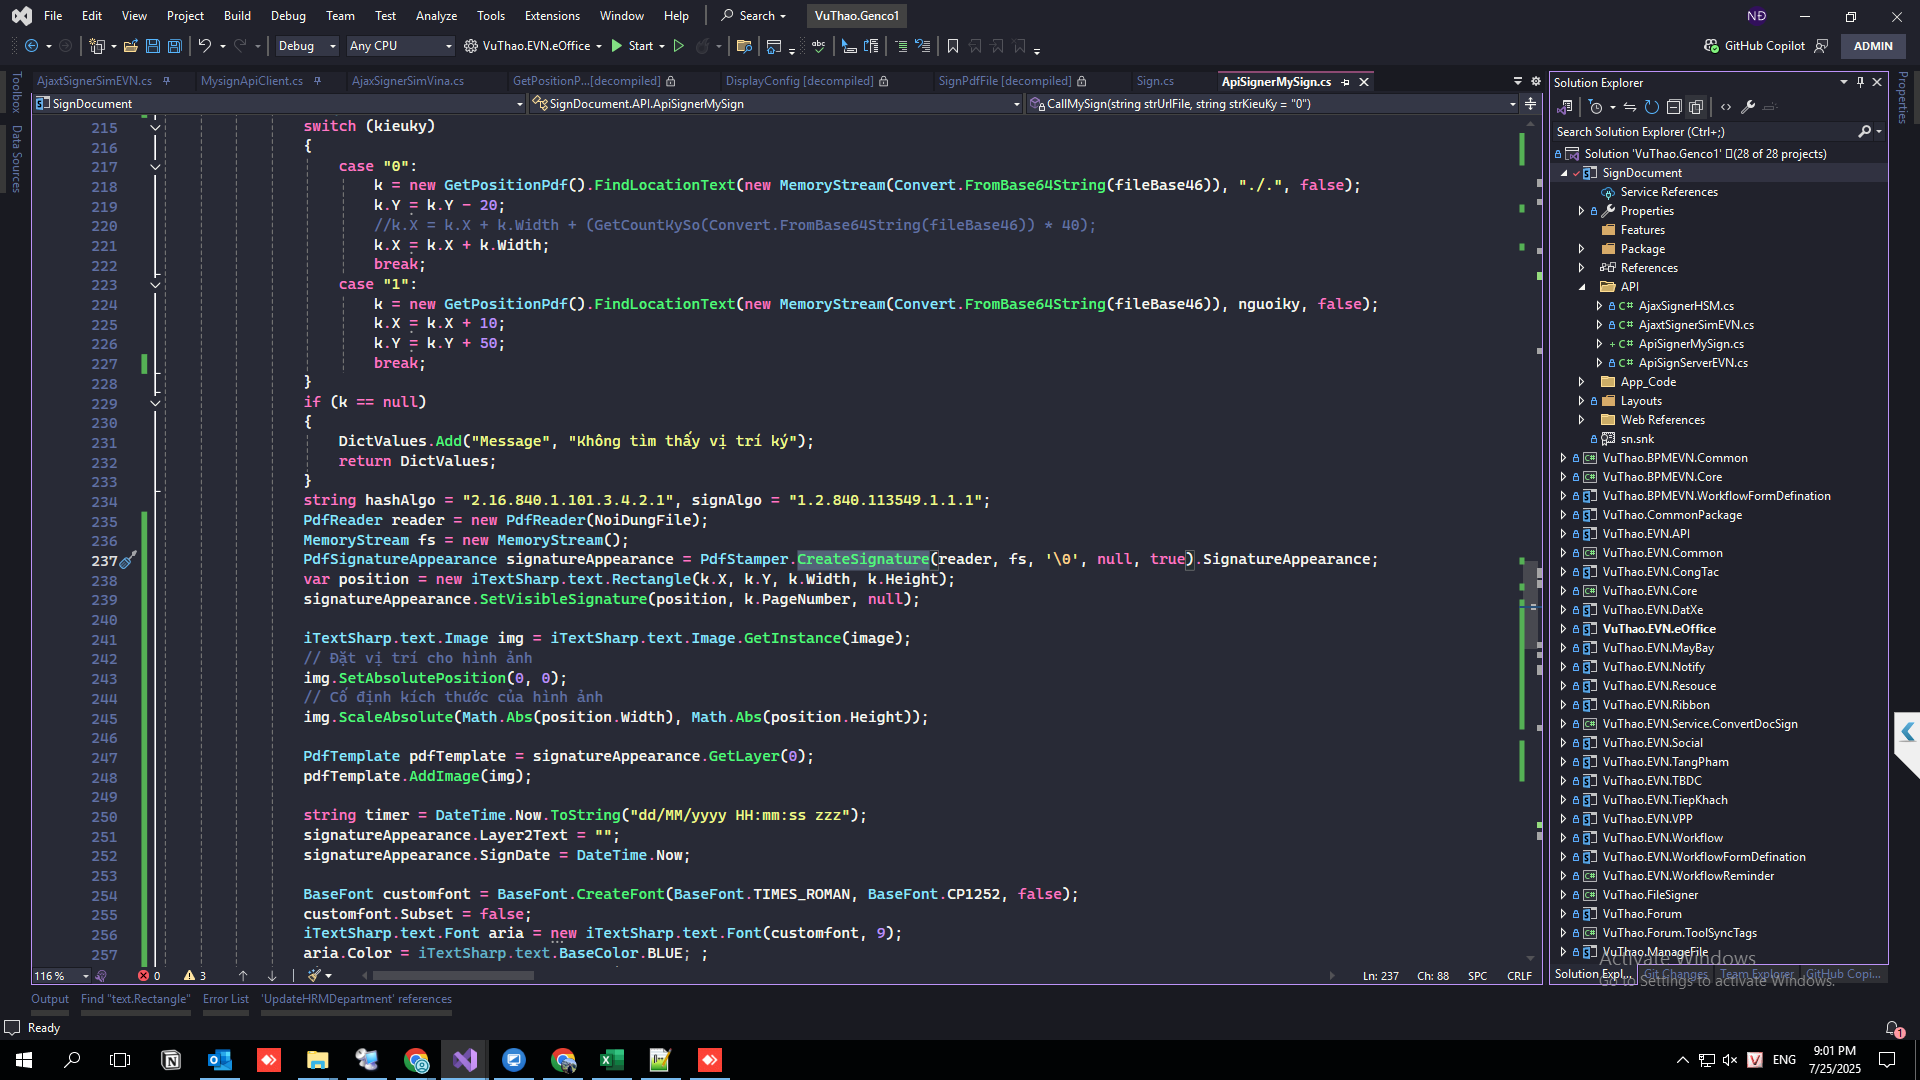 File Edit View Project Build Debug Team Test Analyze Tools Extensions Window Help Search VuThao.Genco1 NĐ
Debug Any CPU VuThao.EVN.eOffice Start GitHub Copilot ADMIN
AjaxtSignerSimEVN.cs MysignApiClient.cs AjaxSignerSimVina.cs GetPositionP...[decompiled] DisplayConfig [decompiled] SignPdfFile [decompiled] Sign.cs ApiSignerMySign.cs
SignDocument SignDocument.API.ApiSignerMySign CallMySign(string strUrlFile, string strKieuKy = "0")
Toolbox
Data Sources
215 switch (kieuky)
216 {
217 case "0":
218 k = new GetPositionPdf().FindLocationText(new MemoryStream(Convert.FromBase64String(fileBase46)), "./.", false);
219 k.Y = k.Y - 20;
220 //k.X = k.X + k.Width + (GetCountKySo(Convert.FromBase64String(fileBase46)) * 40);
221 k.X = k.X + k.Width;
222 break;
223 case "1":
224 k = new GetPositionPdf().FindLocationText(new MemoryStream(Convert.FromBase64String(fileBase46)), nguoiky, false);
225 k.X = k.X + 10;
226 k.Y = k.Y + 50;
227 break;
228 }
229 if (k == null)
230 {
231 DictValues.Add("Message", "Không tìm thấy vị trí ký");
232 return DictValues;
233 }
234 string hashAlgo = "2.16.840.1.101.3.4.2.1", signAlgo = "1.2.840.113549.1.1.1";
235 PdfReader reader = new PdfReader(NoiDungFile);
236 MemoryStream fs = new MemoryStream();
237 PdfSignatureAppearance signatureAppearance = PdfStamper.CreateSignature(reader, fs, '\0', null, true).SignatureAppearance;
238 var position = new iTextSharp.text.Rectangle(k.X, k.Y, k.Width, k.Height);
239 signatureAppearance.SetVisibleSignature(position, k.PageNumber, null);
240
241 iTextSharp.text.Image img = iTextSharp.text.Image.GetInstance(image);
242 // Đặt vị trí cho hình ảnh
243 img.SetAbsolutePosition(0, 0);
244 // Cố định kích thước của hình ảnh
245 img.ScaleAbsolute(Math.Abs(position.Width), Math.Abs(position.Height));
246
247 PdfTemplate pdfTemplate = signatureAppearance.GetLayer(0);
248 pdfTemplate.AddImage(img);
249
250 string timer = DateTime.Now.ToString("dd/MM/yyyy HH:mm:ss zzz");
251 signatureAppearance.Layer2Text = "";
252 signatureAppearance.SignDate = DateTime.Now;
253
254 BaseFont customfont = BaseFont.CreateFont(BaseFont.TIMES_ROMAN, BaseFont.CP1252, false);
255 customfont.Subset = false;
256 iTextSharp.text.Font aria = new iTextSharp.text.Font(customfont, 9);
257 aria.Color = iTextSharp.text.BaseColor.BLUE; ;
116 % 0 3 Ln: 237 Ch: 88 SPC CRLF
Output Find "text.Rectangle" Error List 'UpdateHRMDepartment' references
Ready
Solution Explorer
Search Solution Explorer (Ctrl+;)
Solution 'VuThao.Genco1' (28 of 28 projects)
SignDocument
Service References
Properties
Features
Package
References
API
C# AjaxSignerHSM.cs
C# AjaxtSignerSimEVN.cs
C# ApiSignerMySign.cs
C# ApiSignServerEVN.cs
App_Code
Layouts
Web References
sn.snk
VuThao.BPMEVN.Common
VuThao.BPMEVN.Core
VuThao.BPMEVN.WorkflowFormDefination
VuThao.CommonPackage
VuThao.EVN.API
VuThao.EVN.Common
VuThao.EVN.CongTac
VuThao.EVN.Core
VuThao.EVN.DatXe
VuThao.EVN.eOffice
VuThao.EVN.MayBay
VuThao.EVN.Notify
VuThao.EVN.Resouce
VuThao.EVN.Ribbon
VuThao.EVN.Service.ConvertDocSign
VuThao.EVN.Social
VuThao.EVN.TangPham
VuThao.EVN.TBDC
VuThao.EVN.TiepKhach
VuThao.EVN.VPP
VuThao.EVN.Workflow
VuThao.EVN.WorkflowFormDefination
VuThao.EVN.WorkflowReminder
VuThao.FileSigner
VuThao.Forum
VuThao.Forum.ToolSyncTags
VuThao.ManageFile
Solution Expl... Git Changes Team Explorer GitHub Copi...
Activate Windows
Go to Settings to activate Windows.
Properties
1
ENG
9:01 PM
7/25/2025